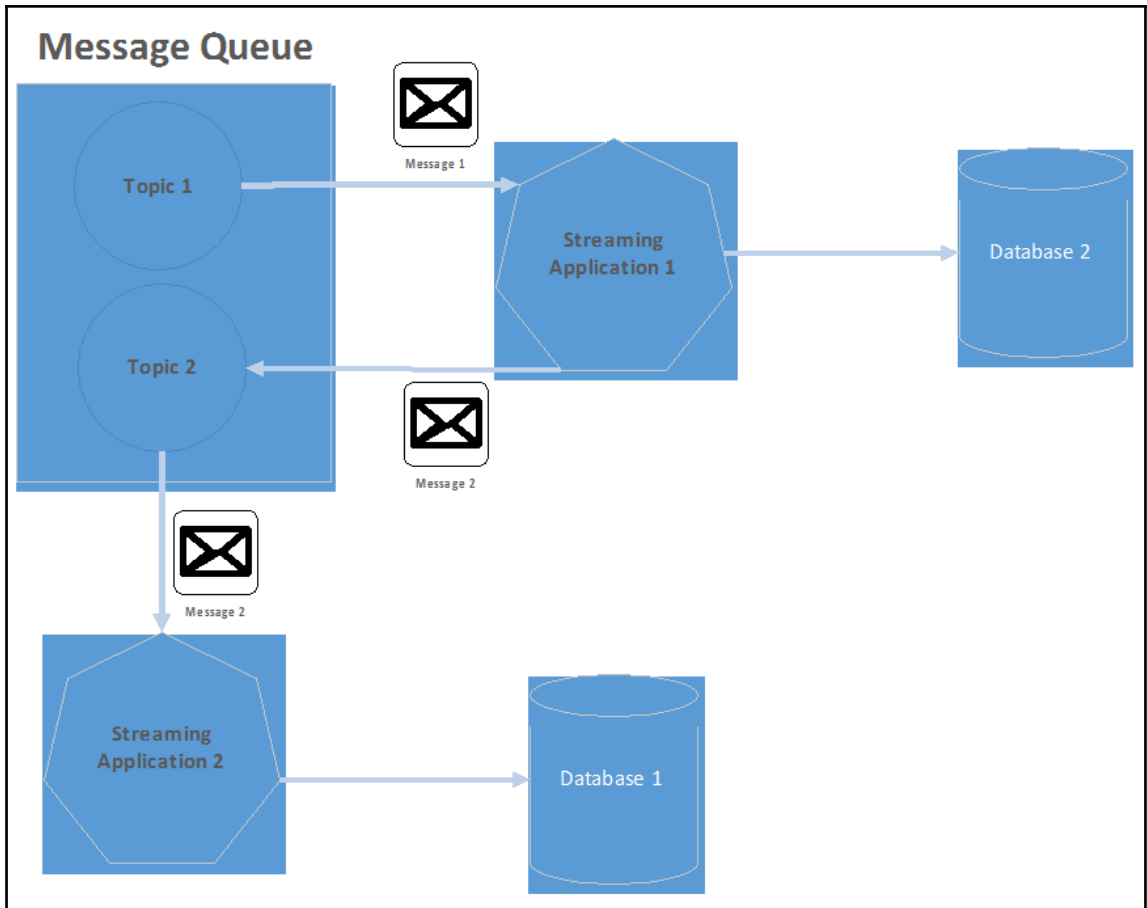 Message Queue
Message 1
Topic 1
Streaming
Application 1
Database 2
Topic 2
Message 2
Message 2
Streaming
Application 2
Database 1